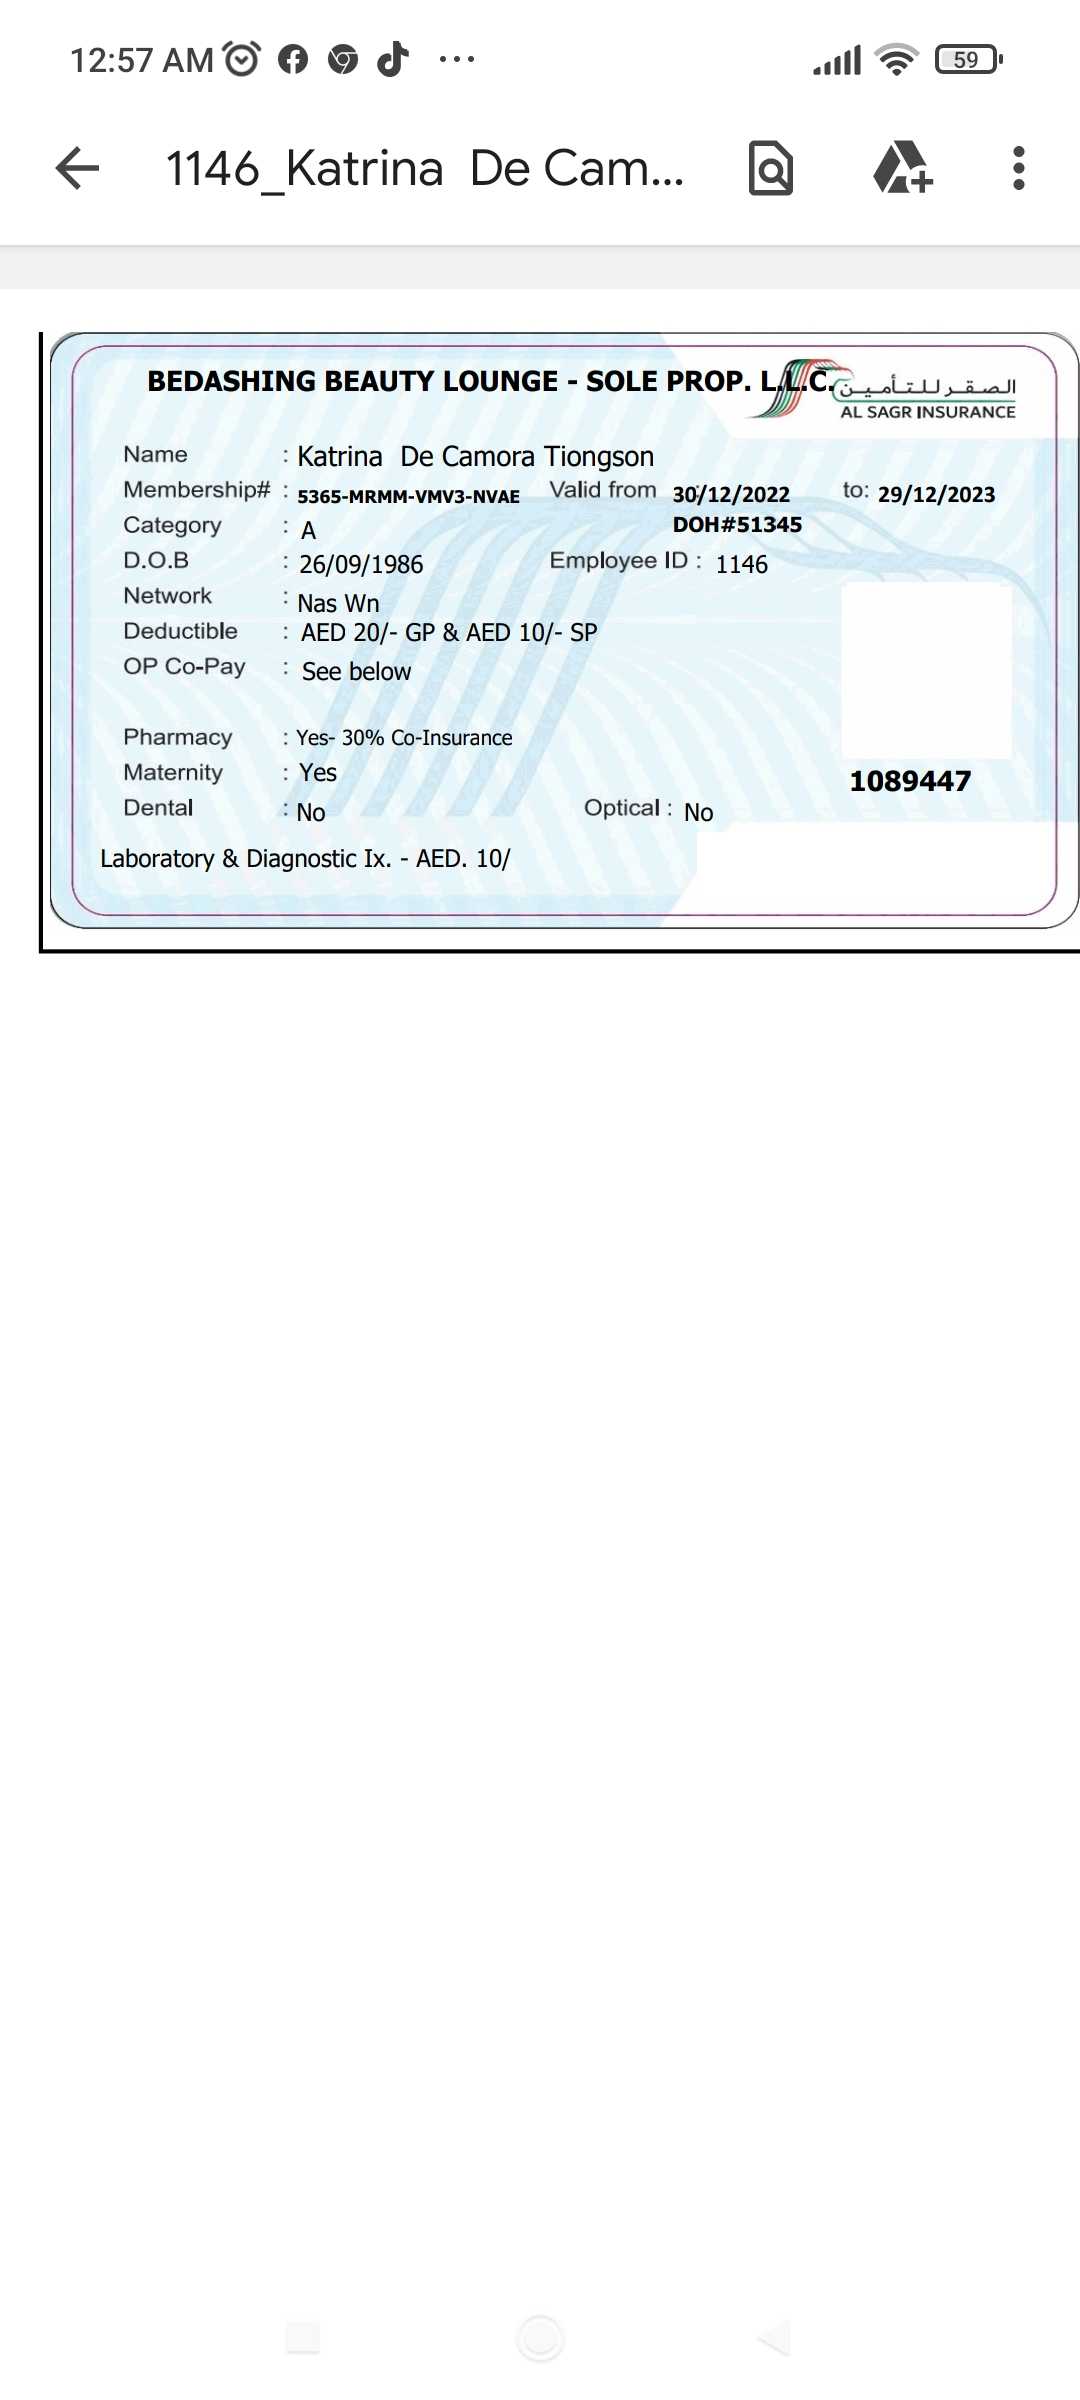 12:57 AM ...
59
1146_Katrina De Cam...
BEDASHING BEAUTY LOUNGE - SOLE PROP. L.L.C.
الصقر للتأمين
AL SAGR INSURANCE
Name : Katrina De Camora Tiongson
Membership# : 5365-MRMM-VMV3-NVAE Valid from 30/12/2022 to: 29/12/2023
Category : A DOH#51345
D.O.B : 26/09/1986 Employee ID : 1146
Network : Nas Wn
Deductible : AED 20/- GP & AED 10/- SP
OP Co-Pay : See below
Pharmacy : Yes- 30% Co-Insurance
Maternity : Yes
1089447
Dental : No Optical : No
Laboratory & Diagnostic Ix. - AED. 10/